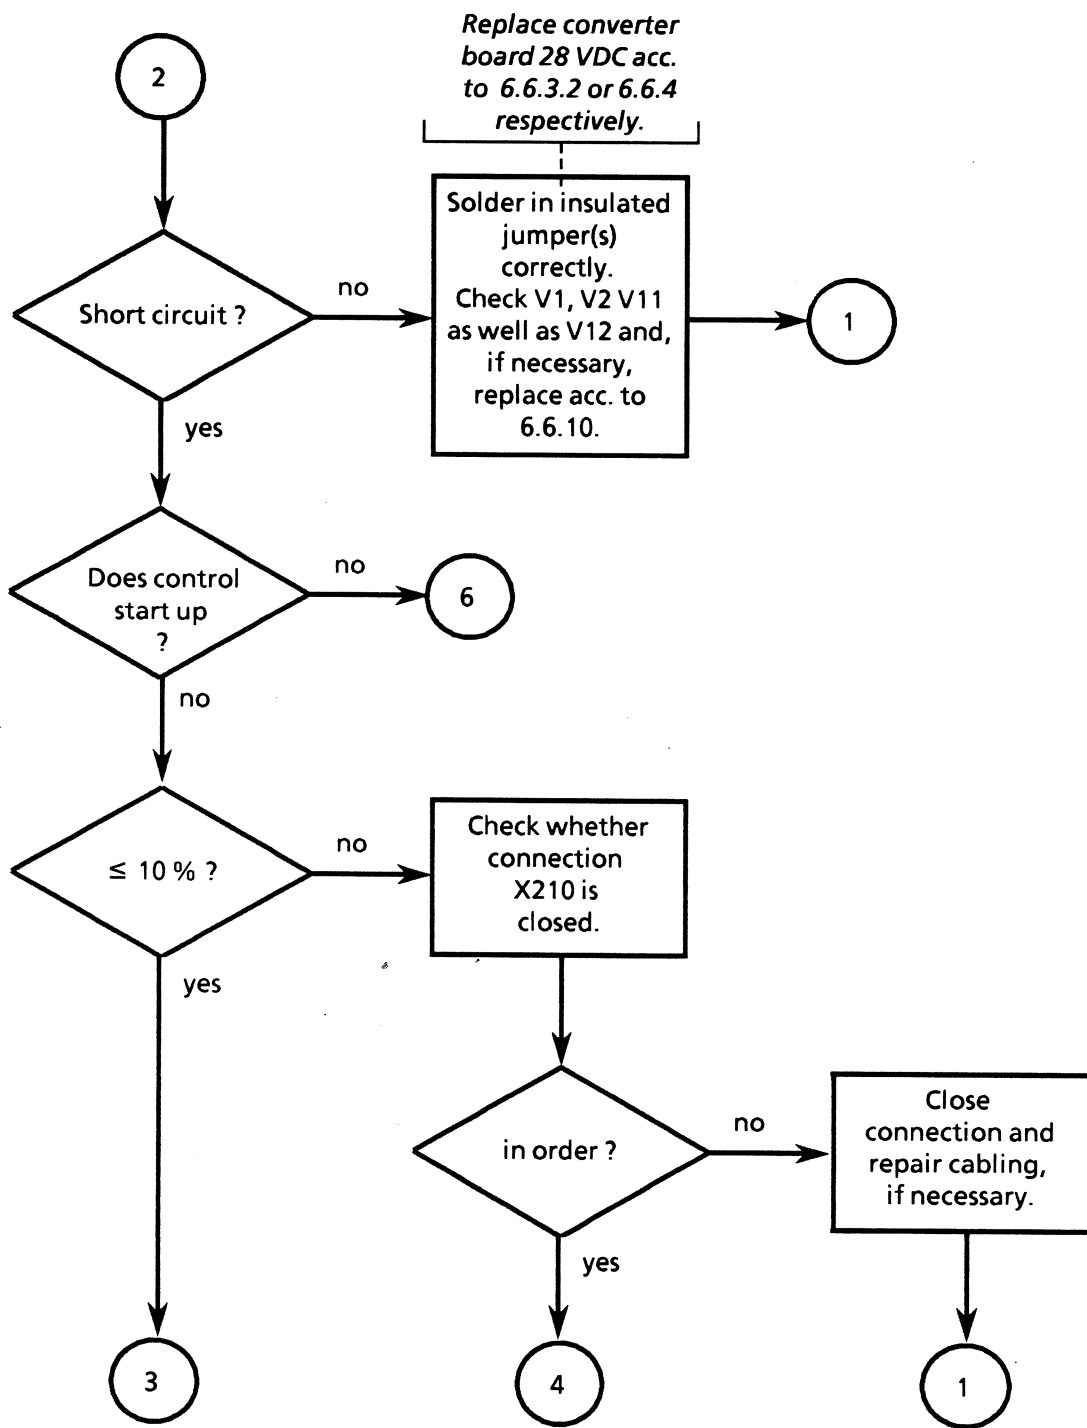 Replace converter
board 28 VDC acc.
to 6.6.3.2 or 6.6.4
respectively.
2
Solder in insulated
jumper(s)
correctly.
Check V1, V2 V11
as well as V12 and,
if necessary,
replace acc. to
6.6.10.
Short circuit ?
no
1
yes
Does control
start up
?
no
6
no
≤ 10 % ?
no
Check whether
connection
X210 is
closed.
yes
in order ?
no
Close
connection and
repair cabling,
if necessary.
yes
3
4
1